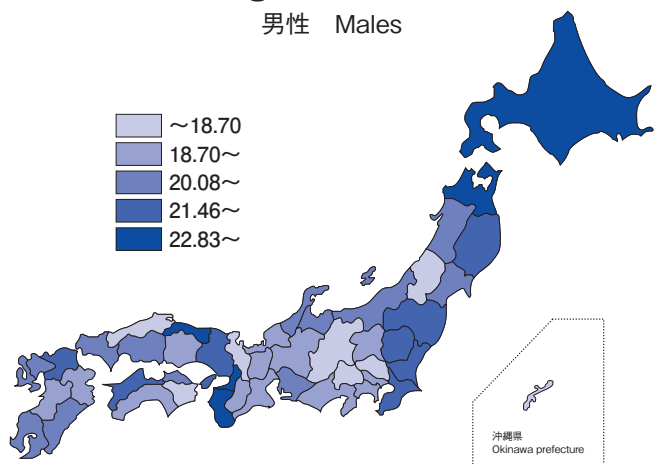 男性 Males
～18.70
18.70～
20.08～
21.46～
22.83～
沖縄県
Okinawa prefecture